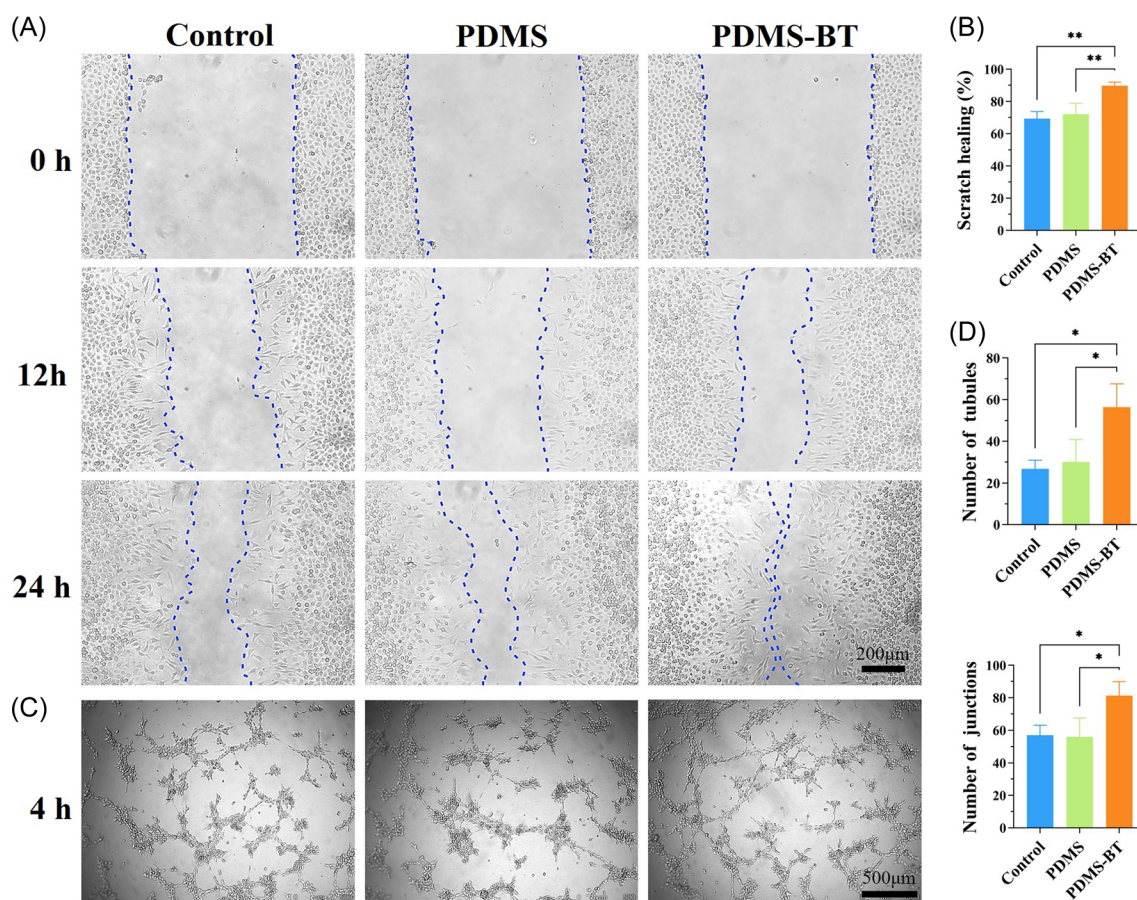 (A)
Control
PDMS
PDMS-BT
0 h
12h
24 h
200μm
(C)
4 h
500μm
(B)
**
**
Scratch healing (%)
100
80
60
40
20
0
Control
PDMS
PDMS-BT
(D)
*
*
Number of tubules
80
60
40
20
0
Control
PDMS
PDMS-BT
*
*
Number of junctions
100
80
60
40
20
0
Control
PDMS
PDMS-BT